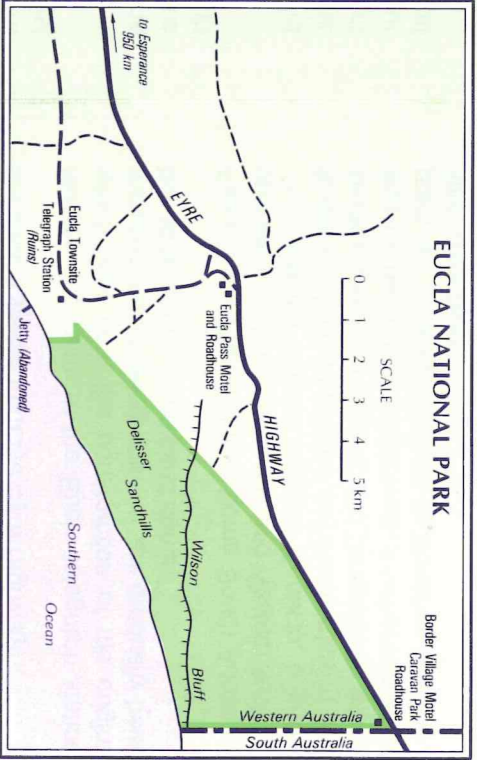 EUCLA NATIONAL PARK
SCALE
0 1 2 3 4 5 km
Border Village Motel
Caravan Park
Roadhouse
to Esperance
950 km
EYRE
HIGHWAY
Eucla Pass Motel
and Roadhouse
Eucla Townsite
Telegraph Station
(Ruins)
Jetty (Abandoned)
Delisser
Sandhills
Wilson
Bluff
Western Australia
South Australia
Southern
Ocean